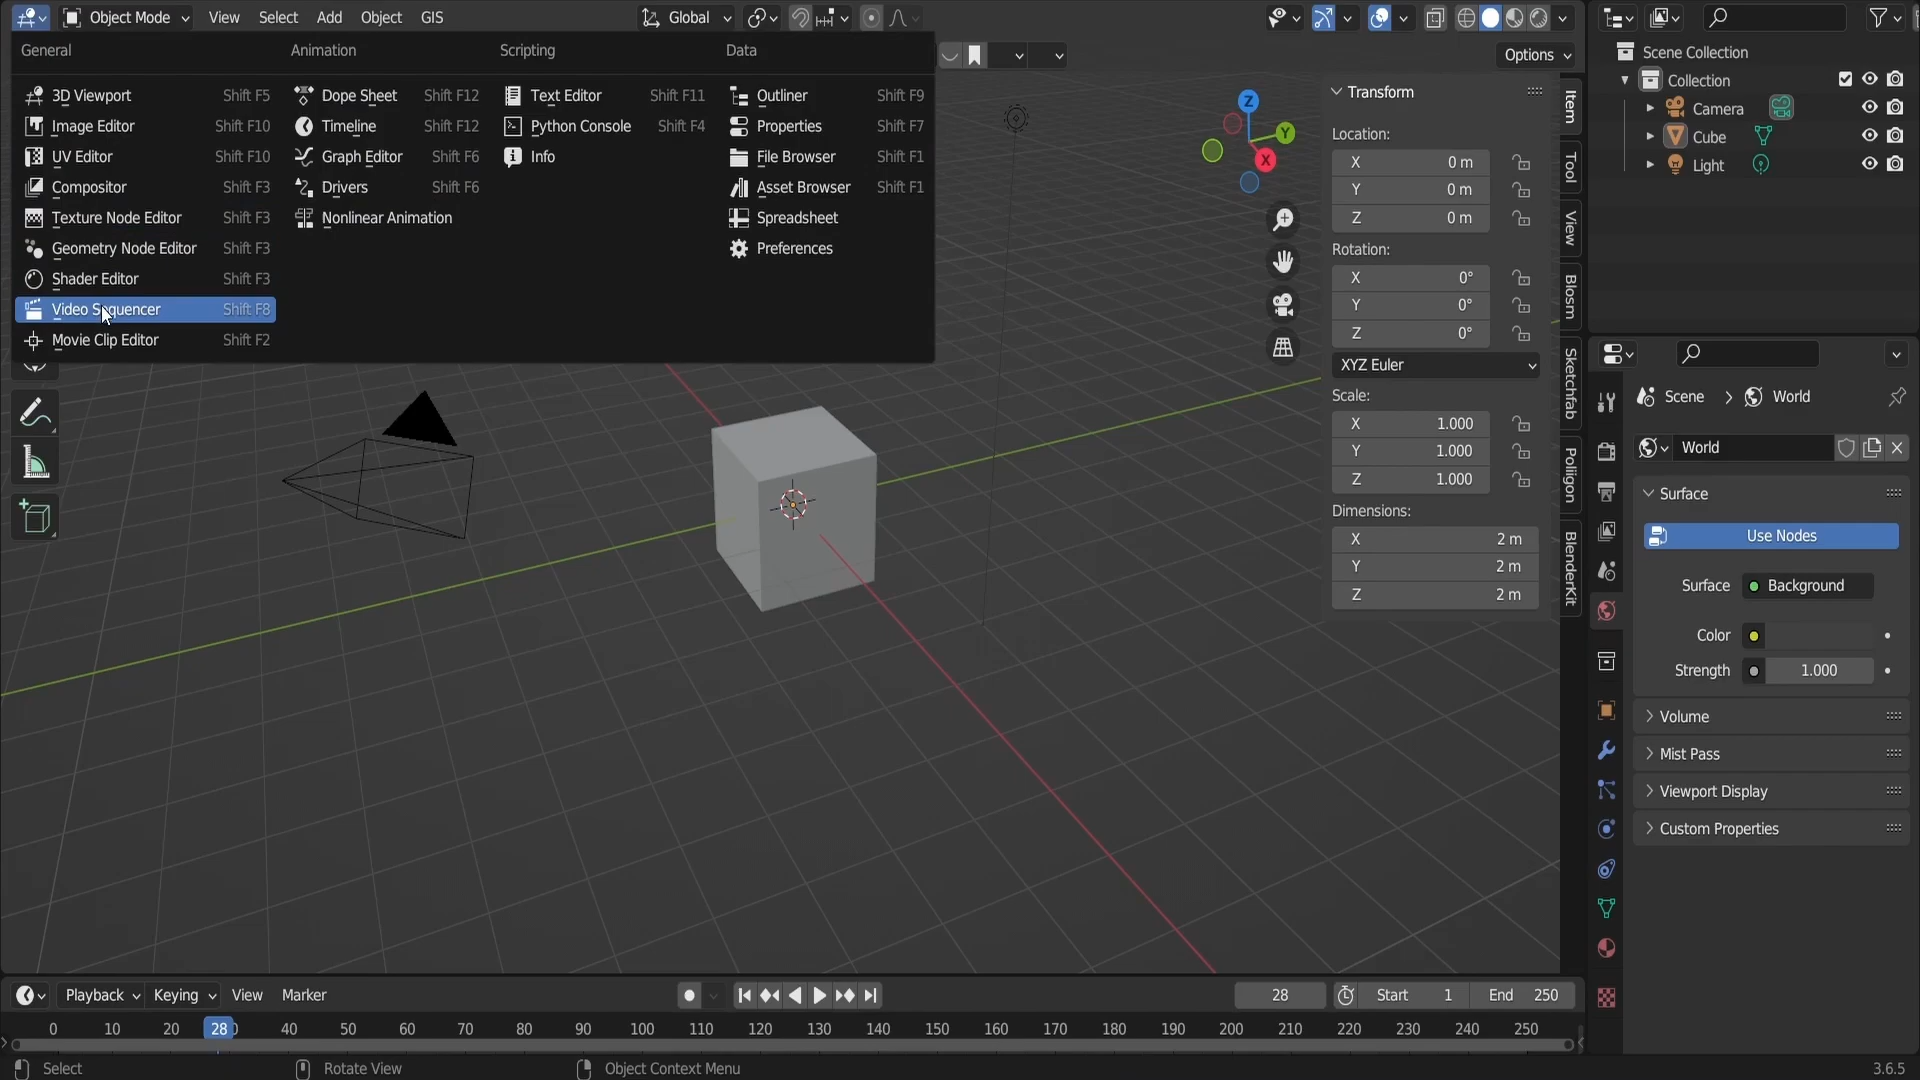 Object Mode View Select Add Object GIS Global
Options
General Animation Scripting Data
3D Viewport Shift F5 Dope Sheet Shift F12 Text Editor Shift F11 Outliner Shift F9
Image Editor Shift F10 Timeline Shift F12 Python Console Shift F4 Properties Shift F7
UV Editor Shift F10 Graph Editor Shift F6 Info File Browser Shift F1
Compositor Shift F3 Drivers Shift F6 Asset Browser Shift F1
Texture Node Editor Shift F3 Nonlinear Animation Spreadsheet
Geometry Node Editor Shift F3 Preferences
Shader Editor Shift F3
Video Sequencer Shift F8
Movie Clip Editor Shift F2
Z
Y
X
Transform
Location:
X 0 m
Y 0 m
Z 0 m
Rotation:
X 0°
Y 0°
Z 0°
XYZ Euler
Scale:
X 1.000
Y 1.000
Z 1.000
Dimensions:
X 2 m
Y 2 m
Z 2 m
Item
Tool
View
Blosm
Sketchfab
Poliigon
BlenderKit
Scene Collection
Collection
Camera
Cube
Light
Scene World
World
Surface
Use Nodes
Surface Background
Color
Strength 1.000
Volume
Mist Pass
Viewport Display
Custom Properties
Playback Keying View Marker 28 Start 1 End 250
0 10 20 28 40 50 60 70 80 90 100 110 120 130 140 150 160 170 180 190 200 210 220 230 240 250
Select Rotate View Object Context Menu 3.6.5